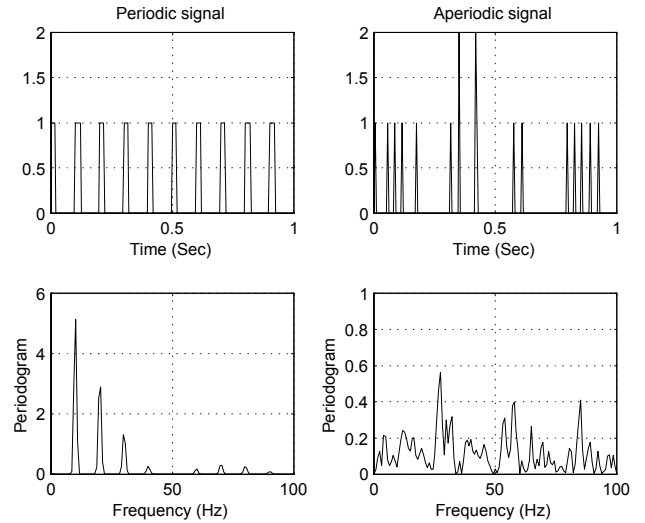 Periodic signal
2
1.5
1
0.5
0
0 0.5 1
Time (Sec)
Aperiodic signal
2
1.5
1
0.5
0
0 0.5 1
Time (Sec)
6
4
2
0
Periodogram
0 50 100
Frequency (Hz)
1
0.8
0.6
0.4
0.2
0
Periodogram
0 50 100
Frequency (Hz)